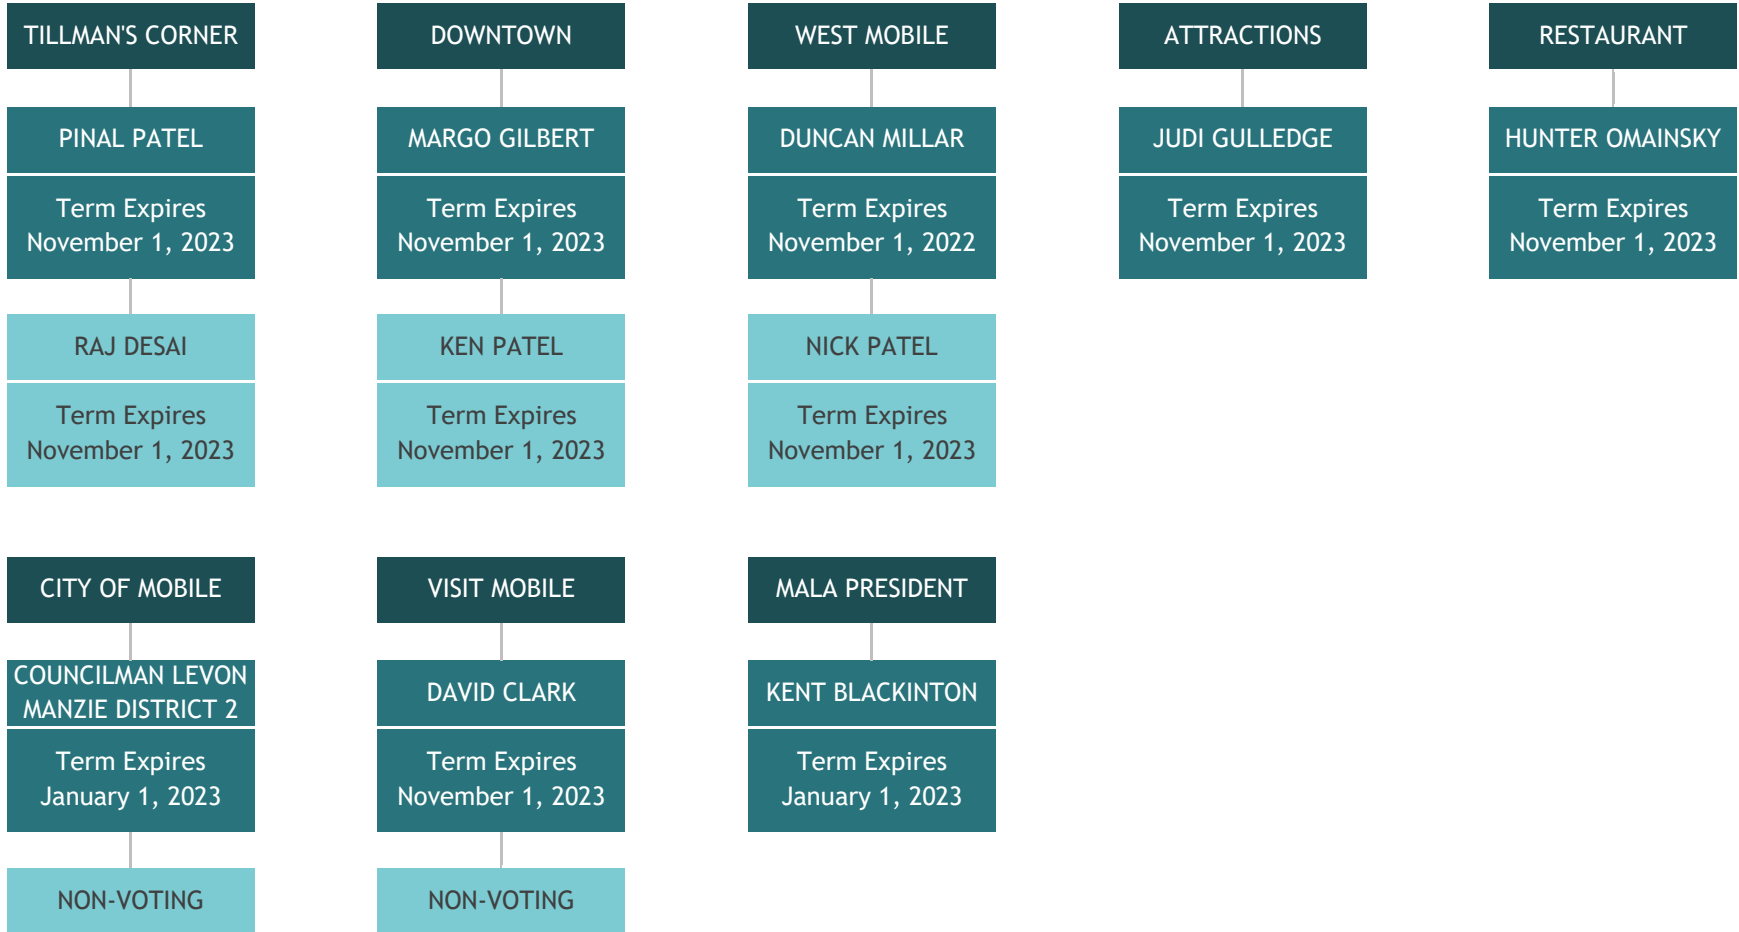 TILLMAN'S CORNER
PINAL PATEL
Term Expires
November 1, 2023
RAJ DESAI
Term Expires
November 1, 2023
DOWNTOWN
MARGO GILBERT
Term Expires
November 1, 2023
KEN PATEL
Term Expires
November 1, 2023
WEST MOBILE
DUNCAN MILLAR
Term Expires
November 1, 2022
NICK PATEL
Term Expires
November 1, 2023
ATTRACTIONS
JUDI GULLEDGE
Term Expires
November 1, 2023
RESTAURANT
HUNTER OMAINSKY
Term Expires
November 1, 2023
CITY OF MOBILE
COUNCILMAN LEVON
MANZIE DISTRICT 2
Term Expires
January 1, 2023
NON-VOTING
VISIT MOBILE
DAVID CLARK
Term Expires
November 1, 2023
NON-VOTING
MALA PRESIDENT
KENT BLACKINTON
Term Expires
January 1, 2023